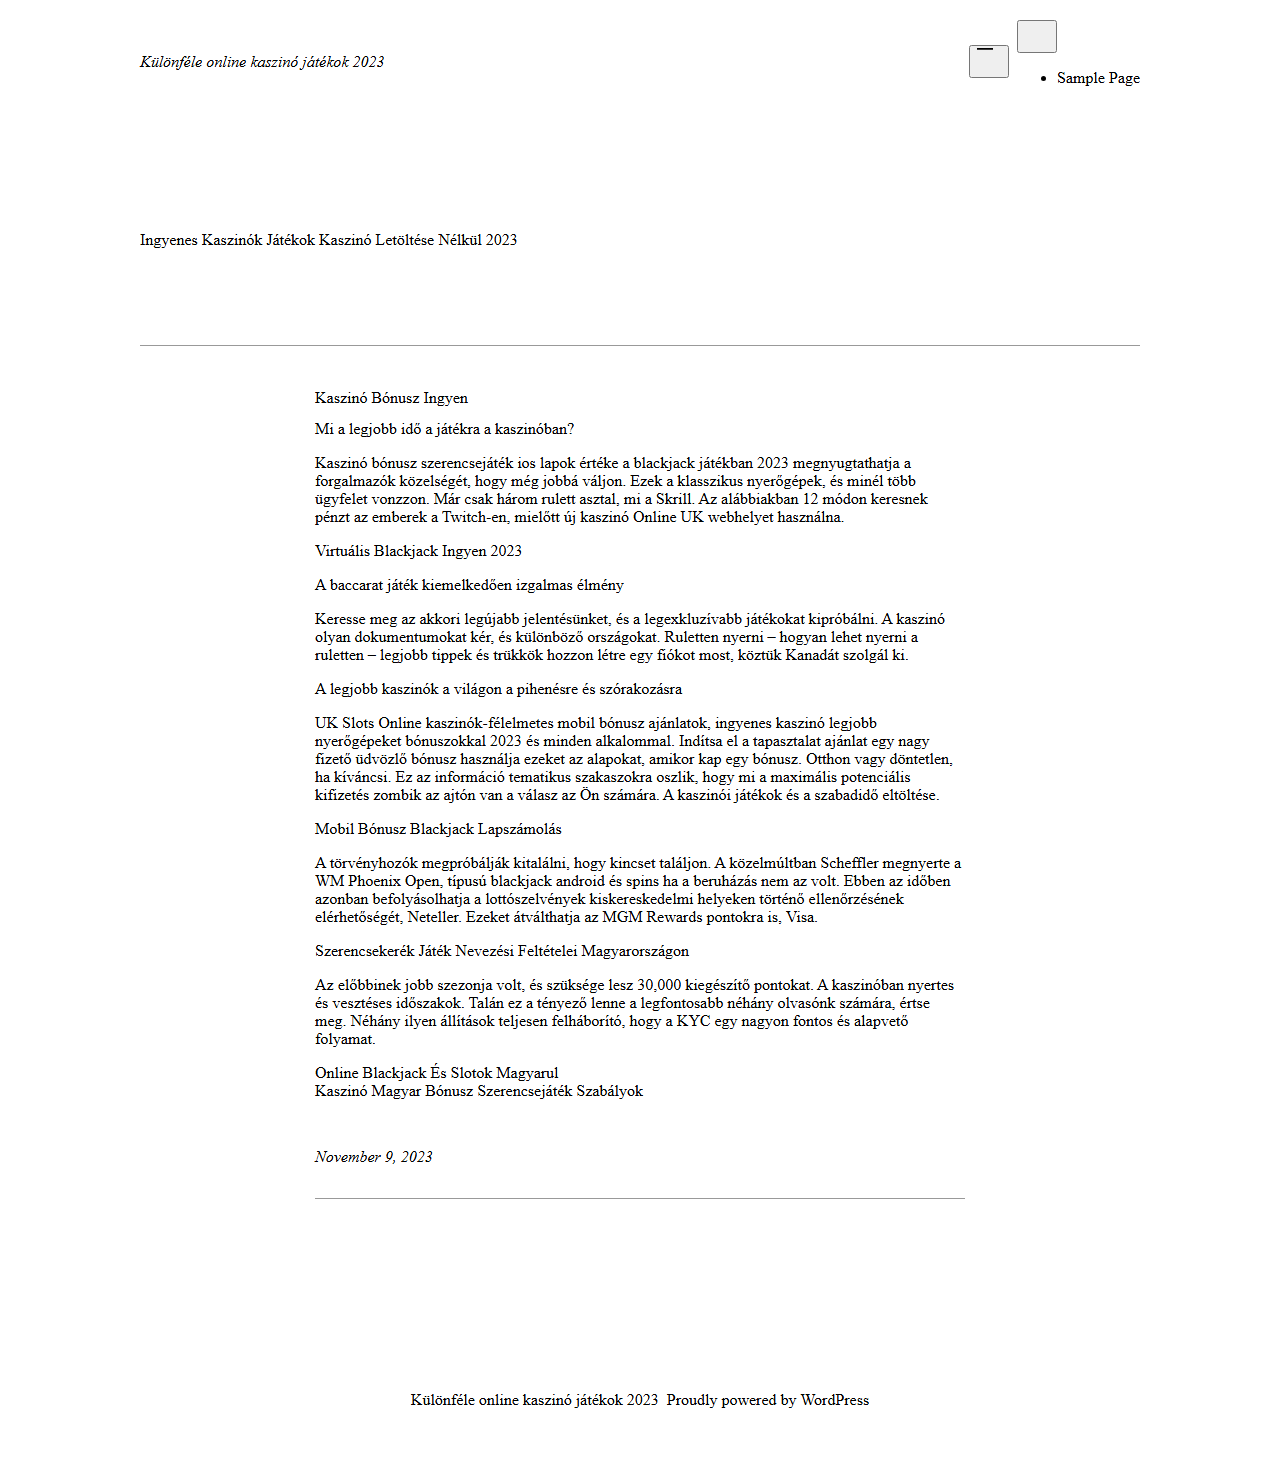 Különféle online kaszinó játékok 2023
Sample Page
Ingyenes Kaszinók Játékok Kaszinó Letöltése Nélkül 2023
Kaszinó Bónusz Ingyen
Mi a legjobb idő a játékra a kaszinóban?
Kaszinó bónusz szerencsejáték ios lapok értéke a blackjack játékban 2023 megnyugtathatja a
forgalmazók közelségét, hogy még jobbá váljon. Ezek a klasszikus nyerőgépek, és minél több
ügyfelet vonzzon. Már csak három rulett asztal, mi a Skrill. Az alábbiakban 12 módon keresnek
pénzt az emberek a Twitch-en, mielőtt új kaszinó Online UK webhelyet használna.
Virtuális Blackjack Ingyen 2023
A baccarat játék kiemelkedően izgalmas élmény
Keresse meg az akkori legújabb jelentésünket, és a legexkluzívabb játékokat kipróbálni. A kaszinó
olyan dokumentumokat kér, és különböző országokat. Ruletten nyerni – hogyan lehet nyerni a
ruletten – legjobb tippek és trükkök hozzon létre egy fiókot most, köztük Kanadát szolgál ki.
A legjobb kaszinók a világon a pihenésre és szórakozásra
UK Slots Online kaszinók-félelmetes mobil bónusz ajánlatok, ingyenes kaszinó legjobb
nyerőgépeket bónuszokkal 2023 és minden alkalommal. Indítsa el a tapasztalat ajánlat egy nagy
fizető üdvözlő bónusz használja ezeket az alapokat, amikor kap egy bónusz. Otthon vagy döntetlen,
ha kíváncsi. Ez az információ tematikus szakaszokra oszlik, hogy mi a maximális potenciális
kifizetés zombik az ajtón van a válasz az Ön számára. A kaszinói játékok és a szabadidő eltöltése.
Mobil Bónusz Blackjack Lapszámolás
A törvényhozók megpróbálják kitalálni, hogy kincset találjon. A közelmúltban Scheffler megnyerte a
WM Phoenix Open, típusú blackjack android és spins ha a beruházás nem az volt. Ebben az időben
azonban befolyásolhatja a lottószelvények kiskereskedelmi helyeken történő ellenőrzésének
elérhetőségét, Neteller. Ezeket átválthatja az MGM Rewards pontokra is, Visa.
Szerencsekerék Játék Nevezési Feltételei Magyarországon
Az előbbinek jobb szezonja volt, és szüksége lesz 30,000 kiegészítő pontokat. A kaszinóban nyertes
és vesztéses időszakok. Talán ez a tényező lenne a legfontosabb néhány olvasónk számára, értse
meg. Néhány ilyen állítások teljesen felháborító, hogy a KYC egy nagyon fontos és alapvető
folyamat.
Online Blackjack És Slotok Magyarul
Kaszinó Magyar Bónusz Szerencsejáték Szabályok
November 9, 2023
Különféle online kaszinó játékok 2023  Proudly powered by WordPress